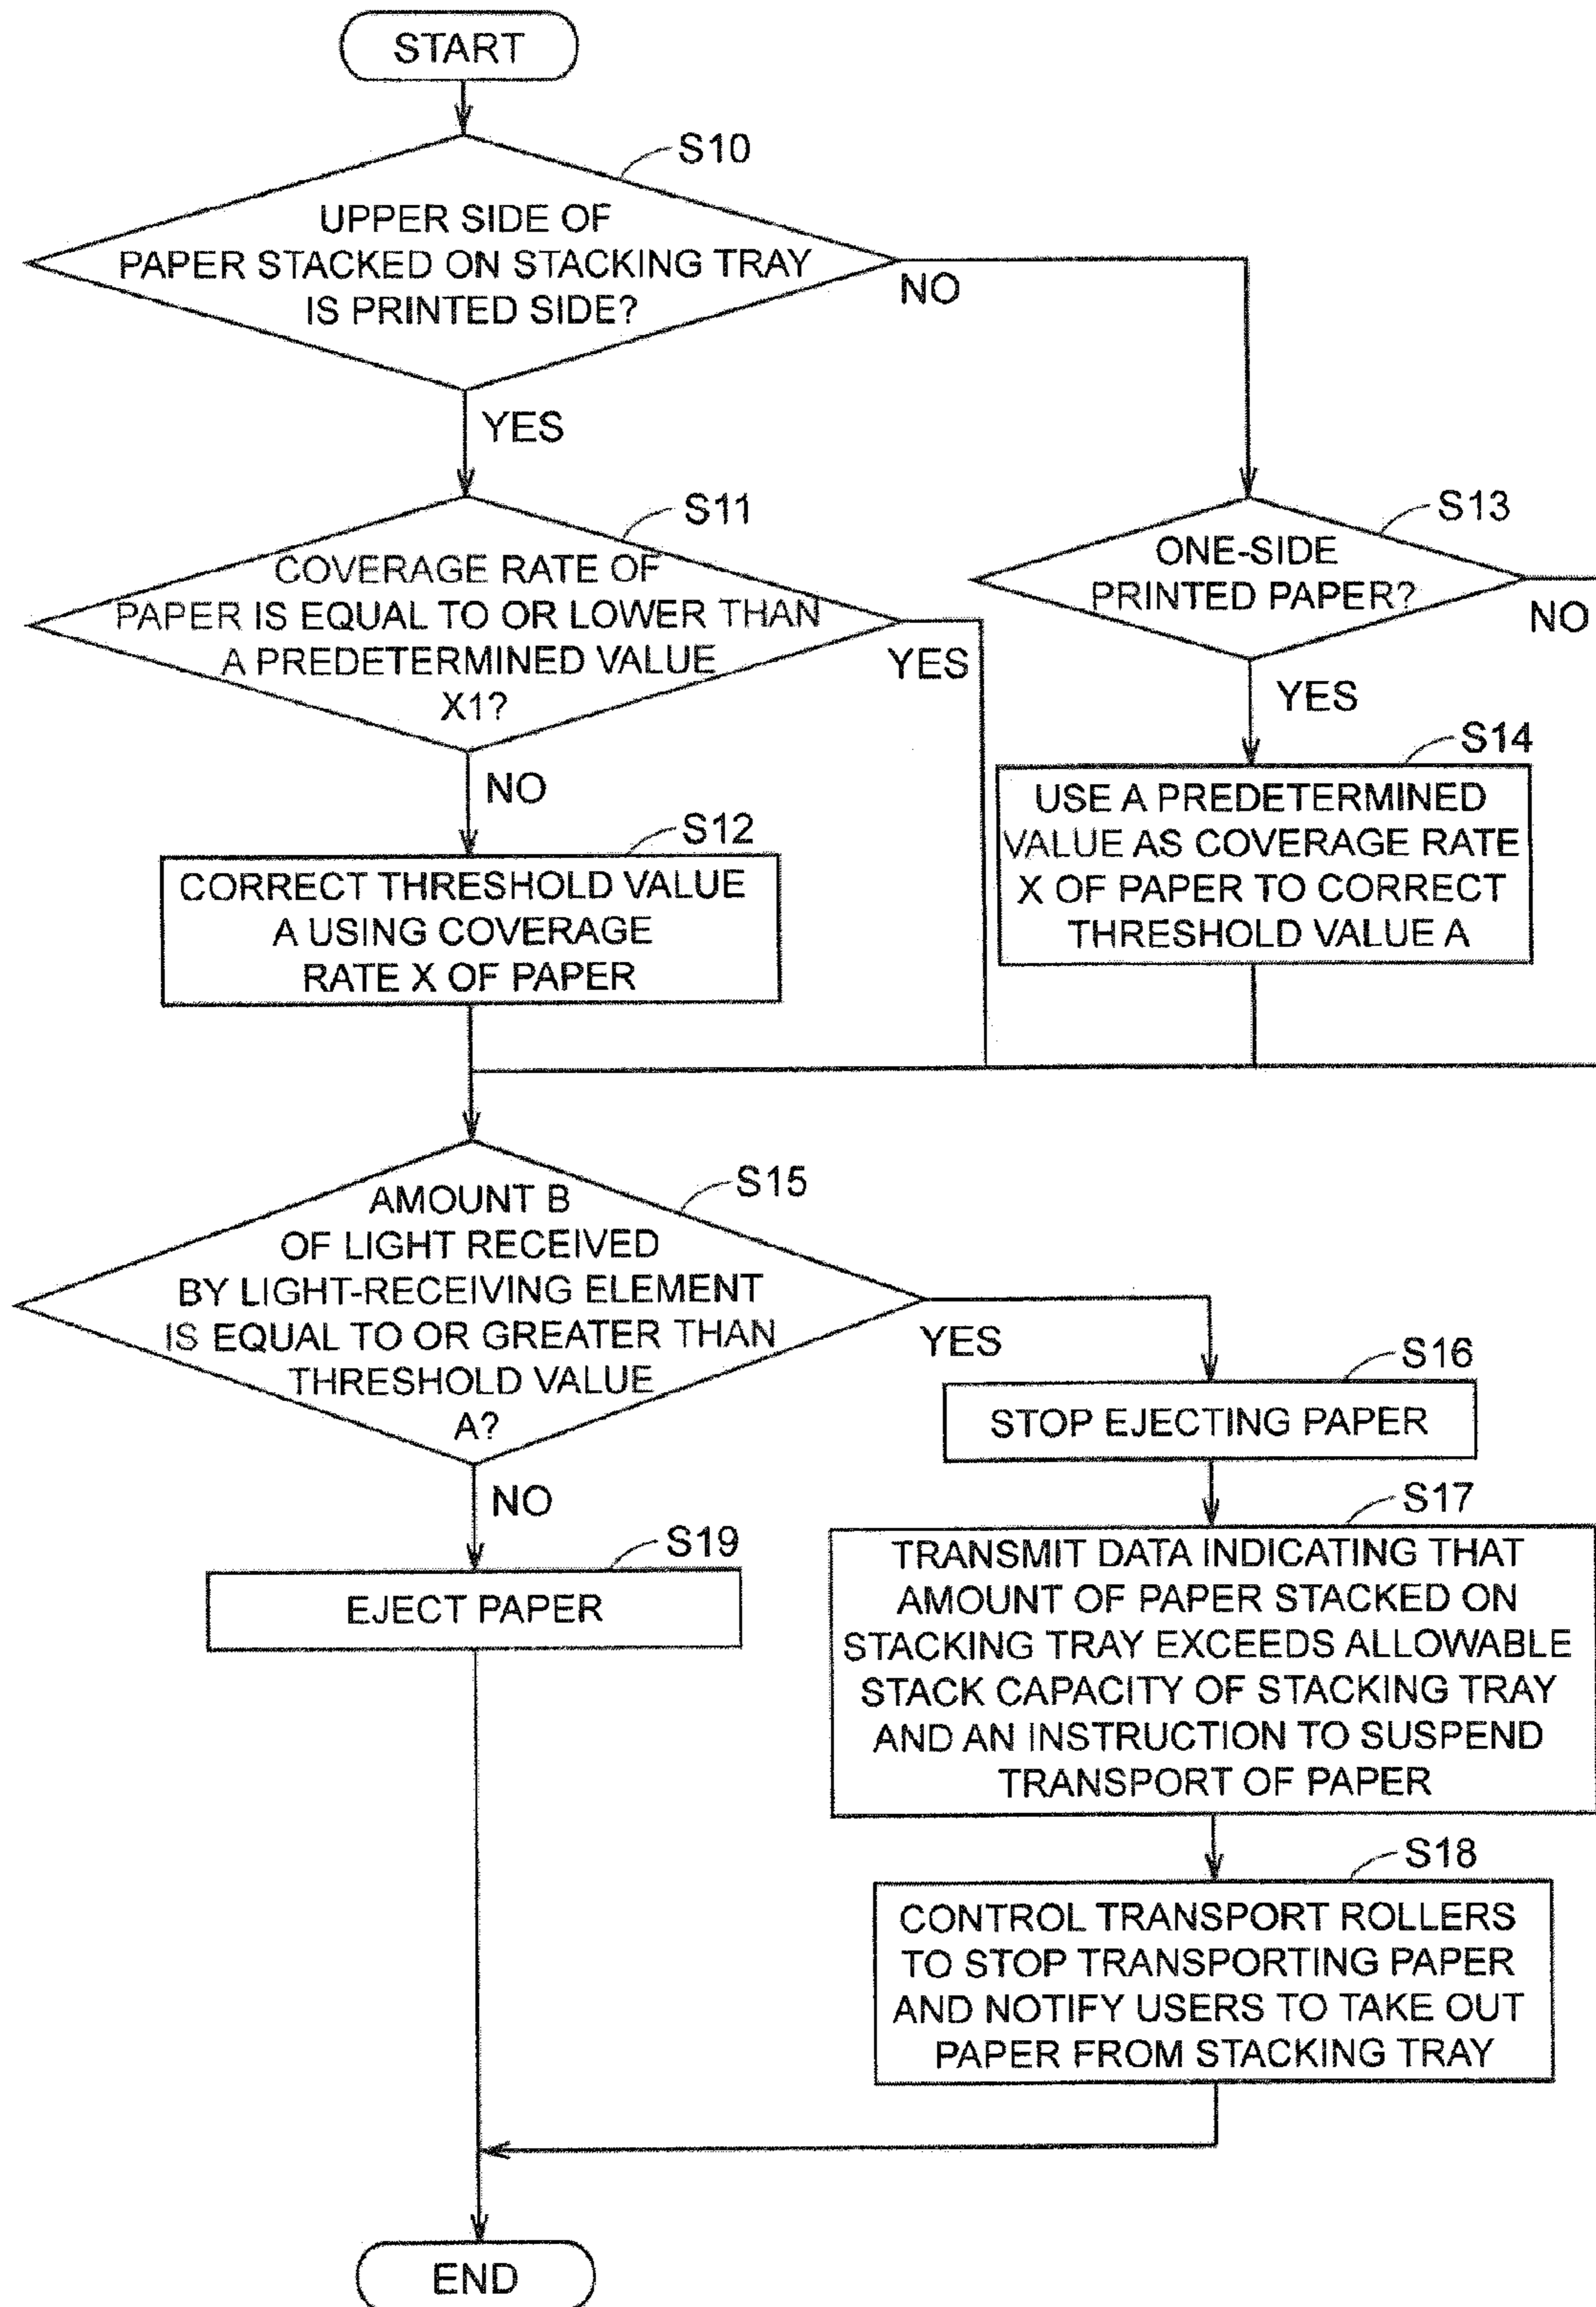 START
S10
UPPER SIDE OF
PAPER STACKED ON STACKING TRAY
IS PRINTED SIDE?
NO
YES
S11
COVERAGE RATE OF
PAPER IS EQUAL TO OR LOWER THAN
A PREDETERMINED VALUE
X1?
YES
NO
S13
ONE-SIDE
PRINTED PAPER?
NO
YES
S12
CORRECT THRESHOLD VALUE
A USING COVERAGE
RATE X OF PAPER
S14
USE A PREDETERMINED
VALUE AS COVERAGE RATE
X OF PAPER TO CORRECT
THRESHOLD VALUE A
S15
AMOUNT B
OF LIGHT RECEIVED
BY LIGHT-RECEIVING ELEMENT
IS EQUAL TO OR GREATER THAN
THRESHOLD VALUE
A?
YES
NO
S16
STOP EJECTING PAPER
S19
EJECT PAPER
S17
TRANSMIT DATA INDICATING THAT
AMOUNT OF PAPER STACKED ON
STACKING TRAY EXCEEDS ALLOWABLE
STACK CAPACITY OF STACKING TRAY
AND AN INSTRUCTION TO SUSPEND
TRANSPORT OF PAPER
S18
CONTROL TRANSPORT ROLLERS
TO STOP TRANSPORTING PAPER
AND NOTIFY USERS TO TAKE OUT
PAPER FROM STACKING TRAY
END